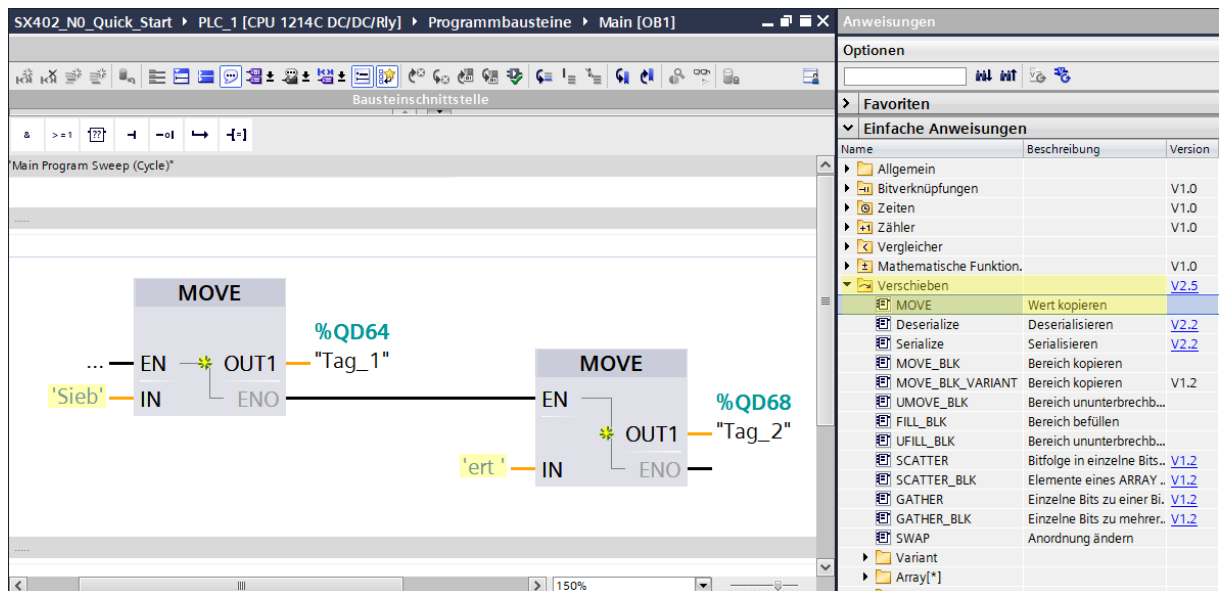 SX402_N0_Quick_Start ▸ PLC_1 [CPU 1214C DC/DC/Rly] ▸ Programmbausteine ▸ Main [OB1]
Bausteinschnittstelle
& >=1 ??
"Main Program Sweep (Cycle)"
.....
MOVE
%QD64
... EN OUT1 "Tag_1"
'Sieb' IN ENO
MOVE
EN
%QD68
OUT1 "Tag_2"
'ert ' IN ENO
.....
150%
Anweisungen
Optionen
Favoriten
Einfache Anweisungen
Name Beschreibung Version
Allgemein
Bitverknüpfungen V1.0
Zeiten V1.0
Zähler V1.0
Vergleicher
Mathematische Funktion. V1.0
Verschieben V2.5
MOVE Wert kopieren
Deserialize Deserialisieren V2.2
Serialize Serialisieren V2.2
MOVE_BLK Bereich kopieren
MOVE_BLK_VARIANT Bereich kopieren V1.2
UMOVE_BLK Bereich ununterbrechb...
FILL_BLK Bereich befüllen
UFILL_BLK Bereich ununterbrechb...
SCATTER Bitfolge in einzelne Bits.. V1.2
SCATTER_BLK Elemente eines ARRAY .. V1.2
GATHER Einzelne Bits zu einer Bi. V1.2
GATHER_BLK Einzelne Bits zu mehrer.. V1.2
SWAP Anordnung ändern
Variant
Array[*]